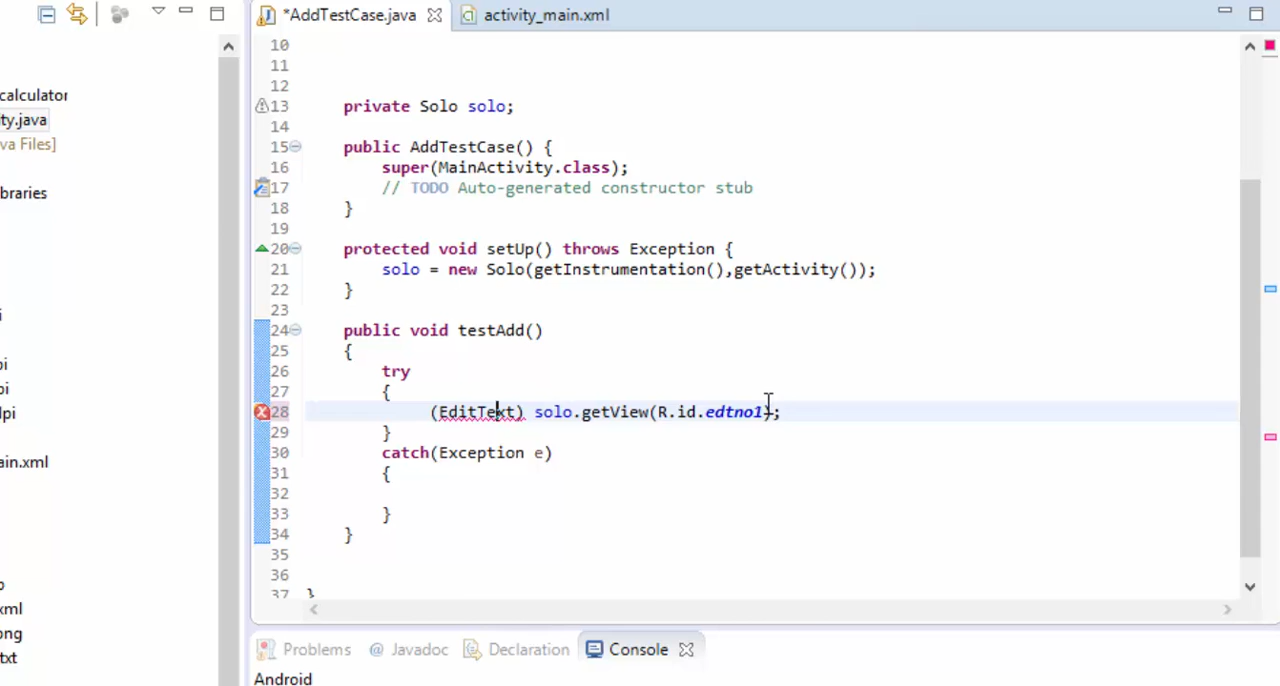 *AddTestCase.java
activity_main.xml
calculator
ty.java
va Files]
braries
i
pi
pi
lpi
ain.xml
o
xml
ong
txt
10
11
12
13 private Solo solo;
14
15 public AddTestCase() {
16 super(MainActivity.class);
17 // TODO Auto-generated constructor stub
18 }
19
20 protected void setUp() throws Exception {
21 solo = new Solo(getInstrumentation(),getActivity());
22 }
23
24 public void testAdd()
25 {
26 try
27 {
28 (EditText) solo.getView(R.id.edtno1);
29 }
30 catch(Exception e)
31 {
32
33 }
34 }
35
36
37 }
Problems @ Javadoc Declaration Console
Android